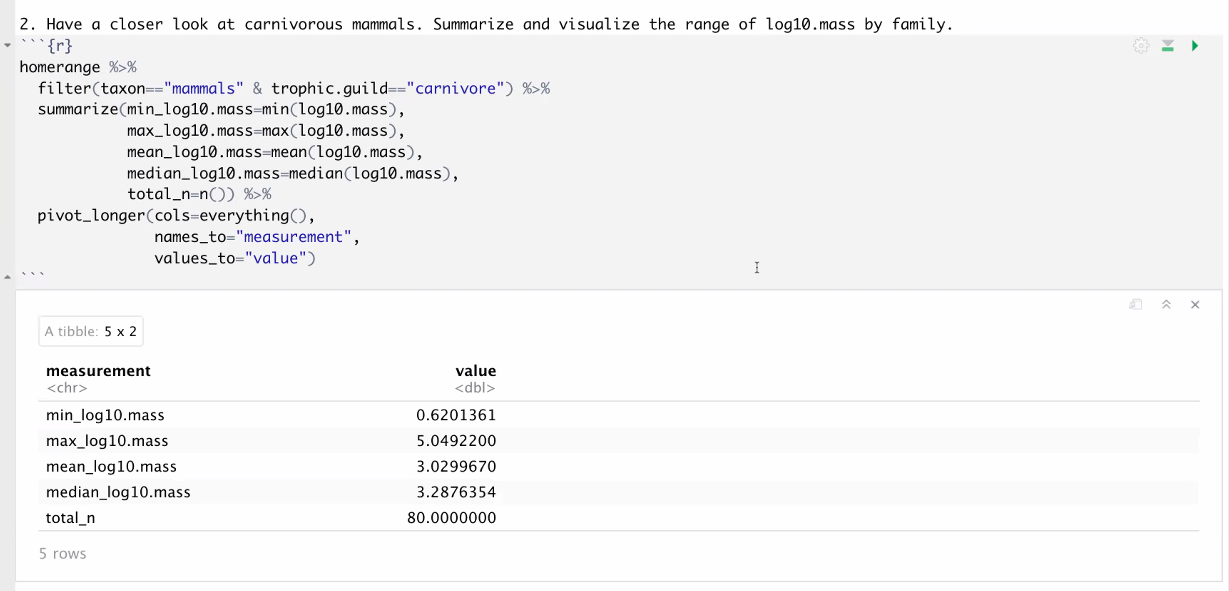 2. Have a closer look at carnivorous mammals. Summarize and visualize the range of log10.mass by family.
```{r}
homerange %>%
  filter(taxon=="mammals" & trophic.guild=="carnivore") %>%
  summarize(min_log10.mass=min(log10.mass),
            max_log10.mass=max(log10.mass),
            mean_log10.mass=mean(log10.mass),
            median_log10.mass=median(log10.mass),
            total_n=n()) %>%
  pivot_longer(cols=everything(),
               names_to="measurement",
               values_to="value")
```
A tibble: 5 x 2
measurement value
<chr> <dbl>
min_log10.mass 0.6201361
max_log10.mass 5.0492200
mean_log10.mass 3.0299670
median_log10.mass 3.2876354
total_n 80.0000000
5 rows